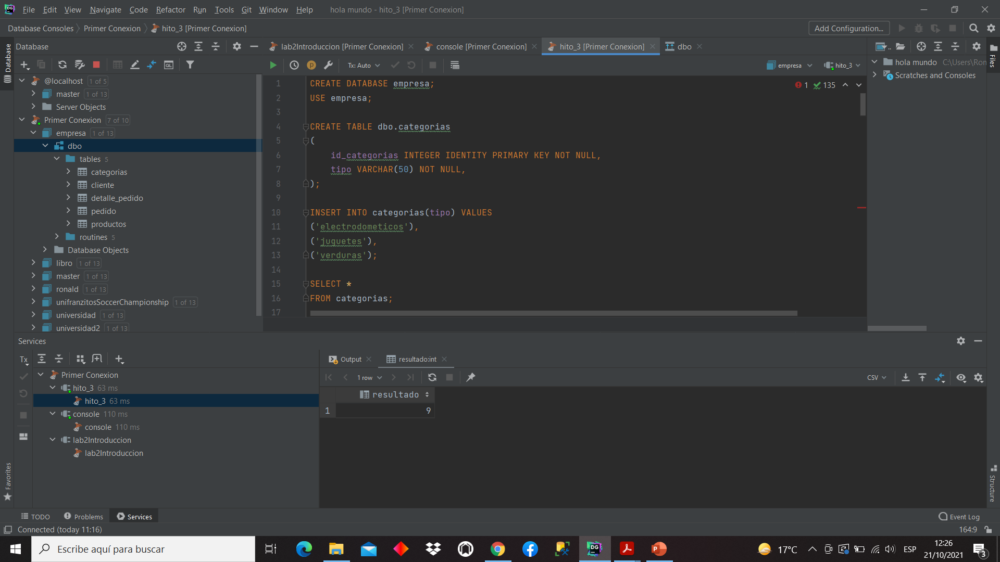 File Edit View Navigate Code Refactor Run Tools Git Window Help hola mundo - hito_3 [Primer Conexion]
Database Consoles Primer Conexion hito_3 [Primer Conexion] Add Configuration...
Database
lab2Introduccion [Primer Conexion] console [Primer Conexion] hito_3 [Primer Conexion] dbo
Tx: Auto empresa hito_3
@localhost 1 of 5
master 1 of 13
Server Objects
Primer Conexion 7 of 10
empresa 1 of 13
dbo
tables 5
categorias
cliente
detalle_pedido
pedido
productos
routines 5
Database Objects
libro 1 of 13
master 1 of 13
ronald 1 of 13
unifranzitosSoccerChampionship 1 of 13
universidad 1 of 13
universidad2 1 of 13
1 CREATE DATABASE empresa;
2 USE empresa;
3
4 CREATE TABLE dbo.categorias
5 (
6 id_categorias INTEGER IDENTITY PRIMARY KEY NOT NULL,
7 tipo VARCHAR(50) NOT NULL,
8 );
9
10 INSERT INTO categorias(tipo) VALUES
11 ('electrodometicos'),
12 ('juguetes'),
13 ('verduras');
14
15 SELECT *
16 FROM categorias;
17
1 135
hola mundo C:\Users\Ron
Scratches and Consoles
Database
Files
Services
Tx
Primer Conexion
hito_3 63 ms
hito_3 63 ms
console 110 ms
console 110 ms
lab2Introduccion
lab2Introduccion
Output resultado:int
1 row CSV
resultado
1 9
Favorites
Structure
TODO Problems Services Event Log
Connected (today 11:16) 164:9
Escribe aquí para buscar
17°C ESP
12:26
21/10/2021
3